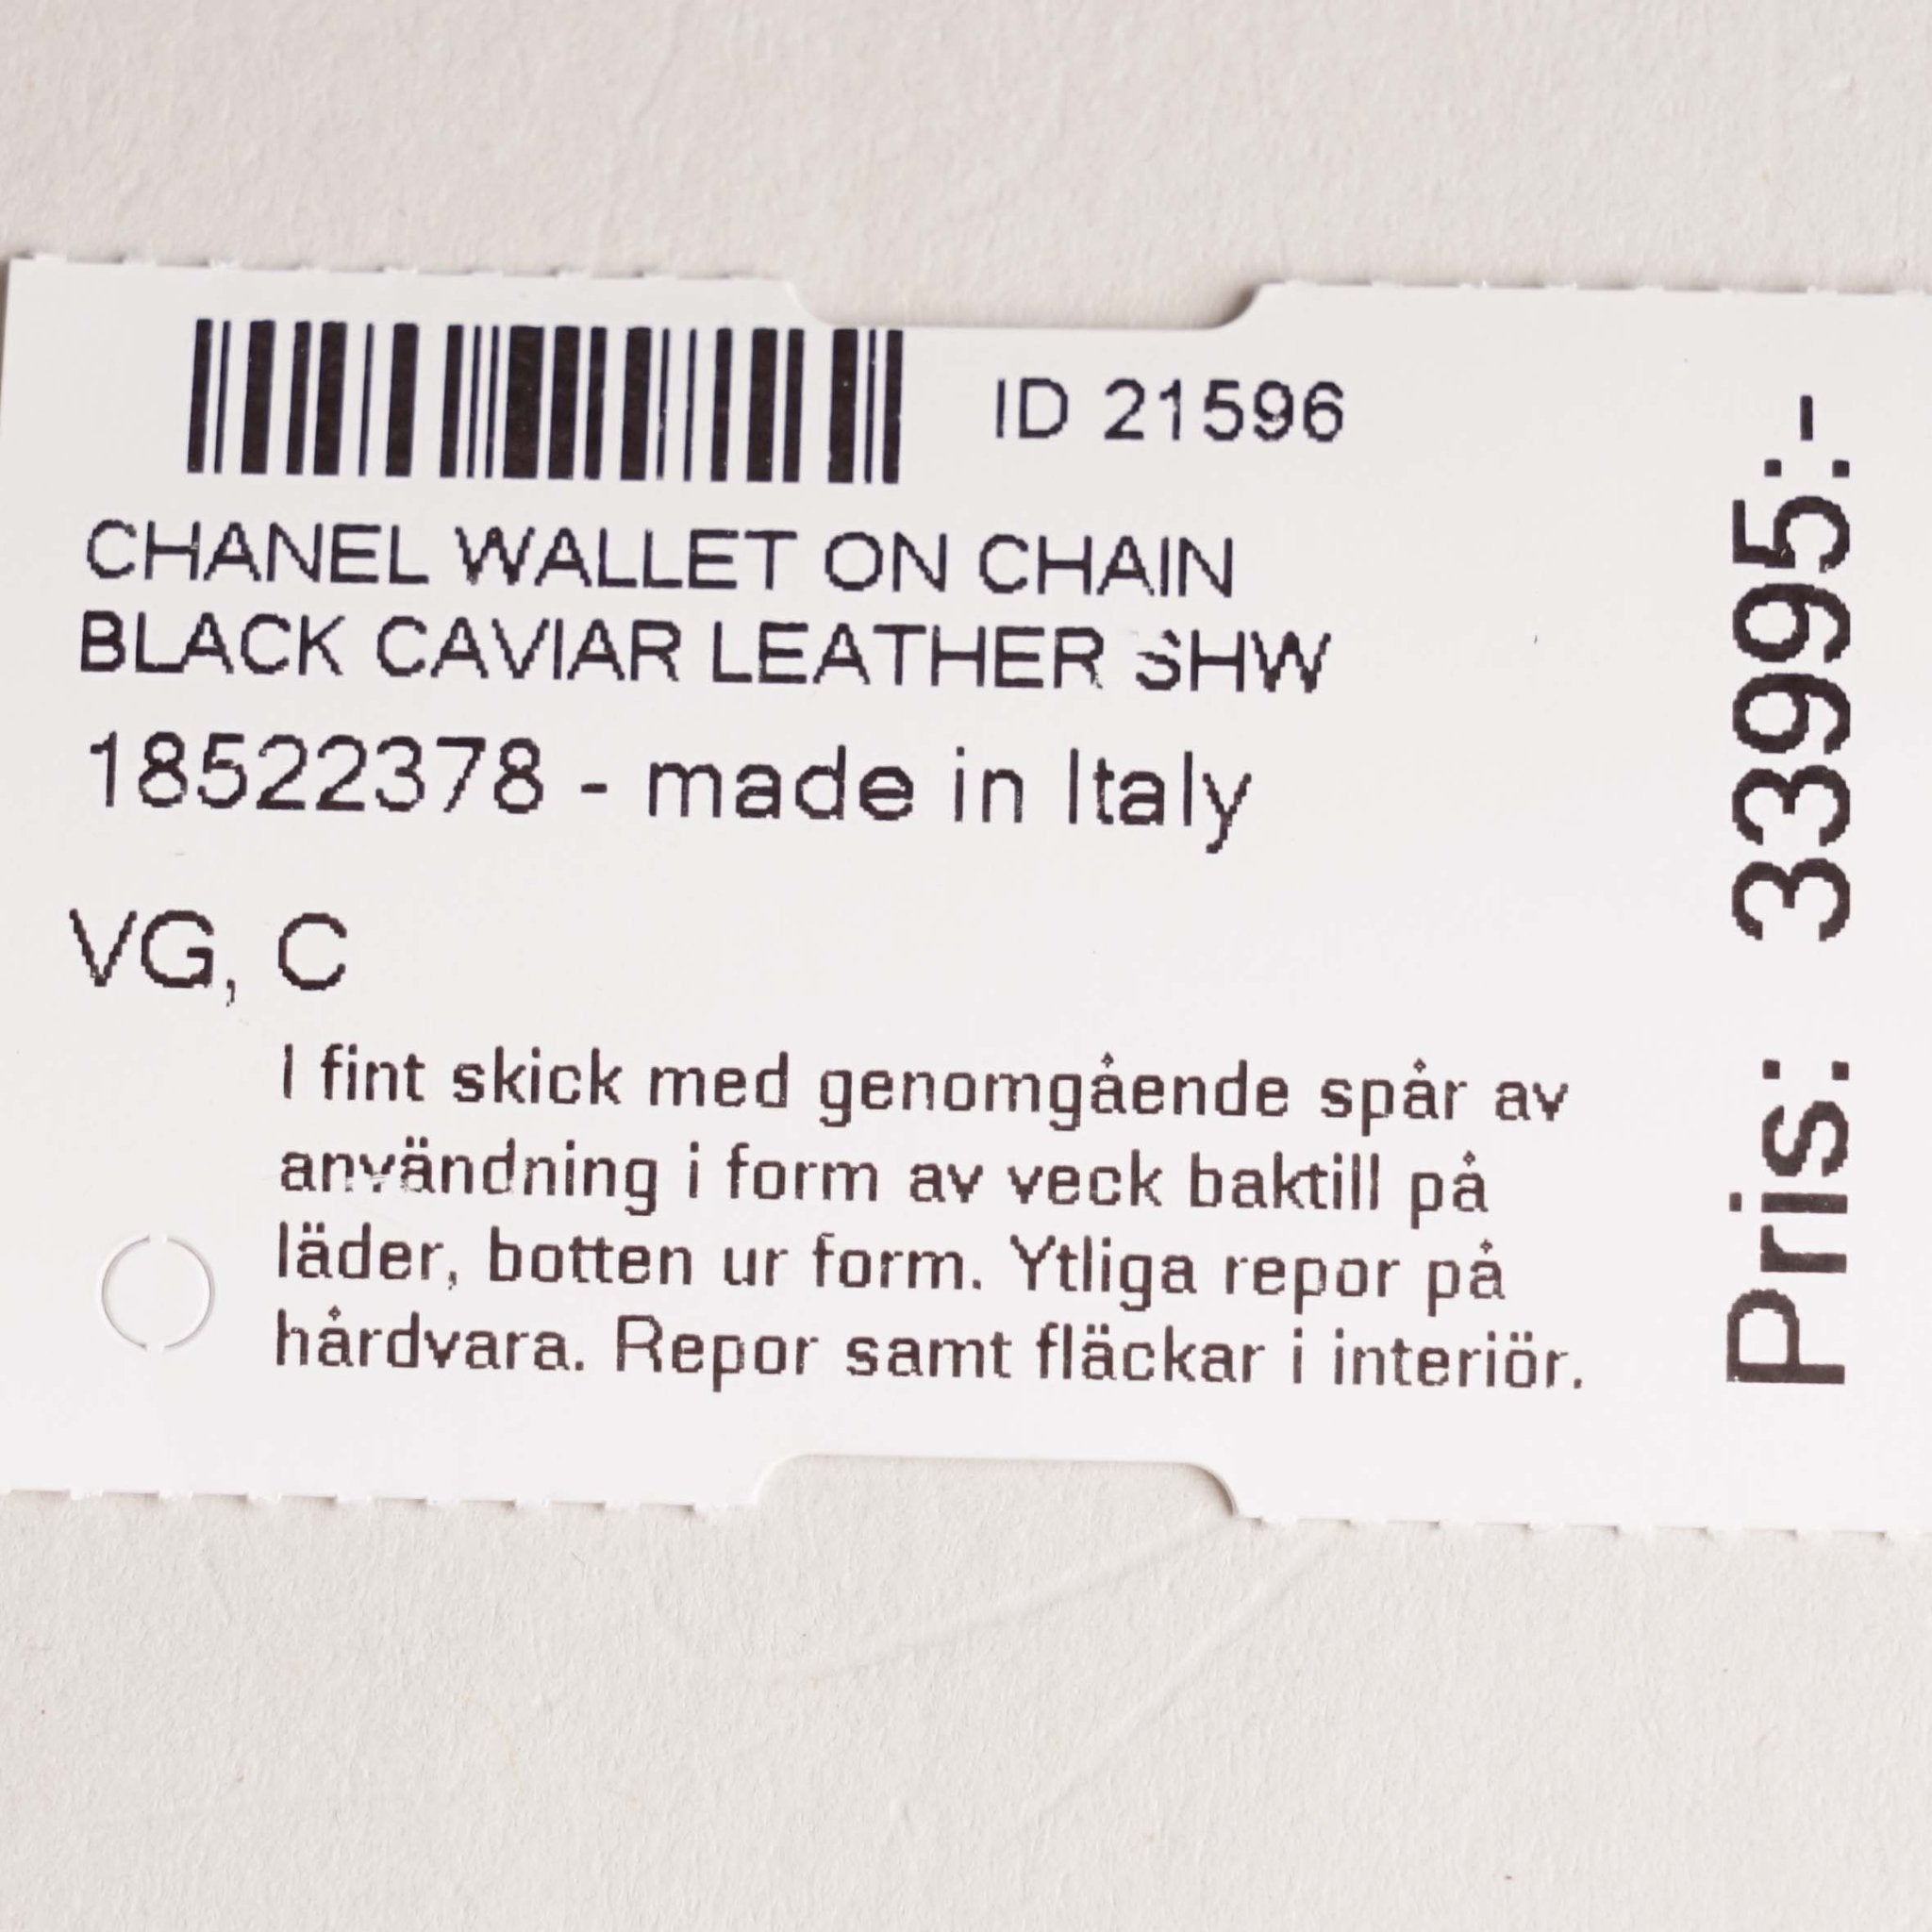 ID 21596
CHANEL WALLET ON CHAIN
BLACK CAVIAR LEATHER SHW
18522378 - made in Italy
VG, C
I fint skick med genomgående spår av
användning i form av veck baktill på
läder, botten ur form. Ytliga repor på
hårdvara. Repor samt fläckar i interiör.
Pris: 33995:-